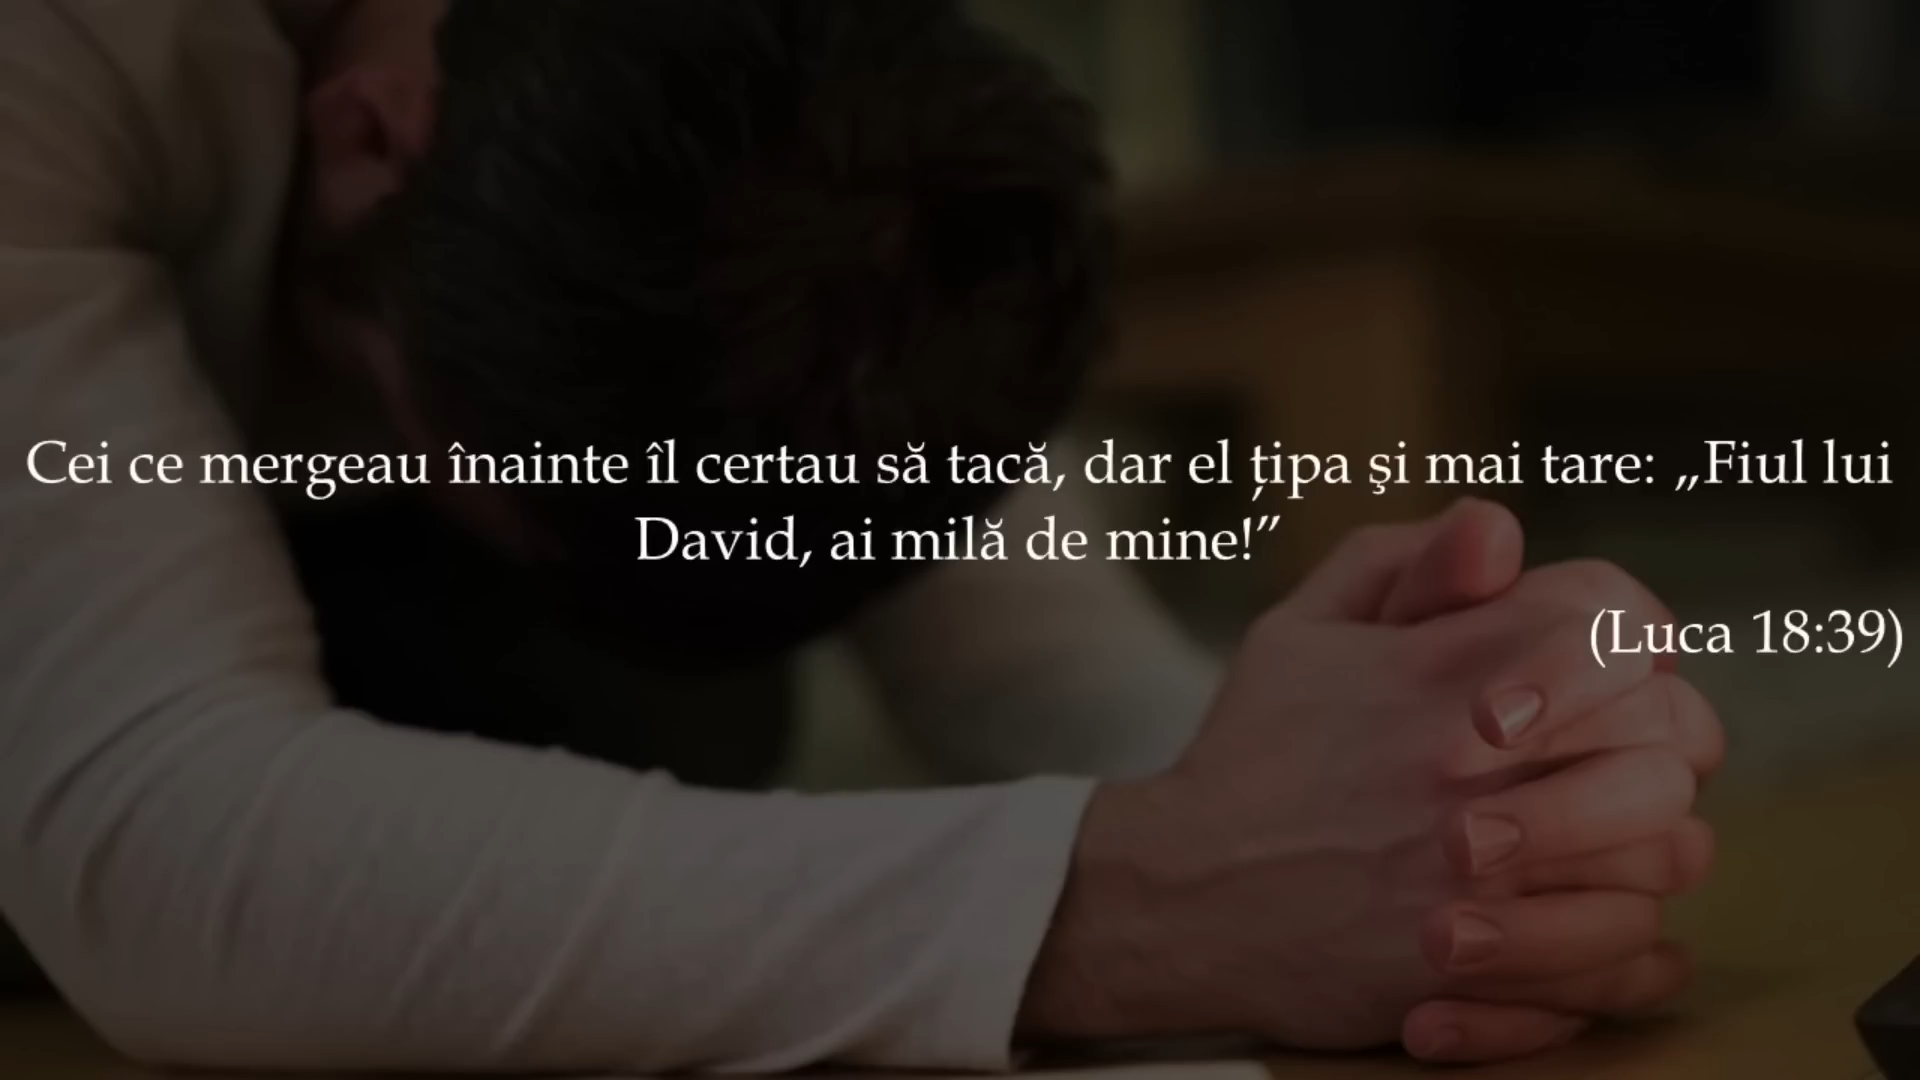 Cei ce mergeau înainte îl certau să tacă, dar el țipa şi mai tare: „Fiul lui
David, ai milă de mine!”
(Luca 18:39)